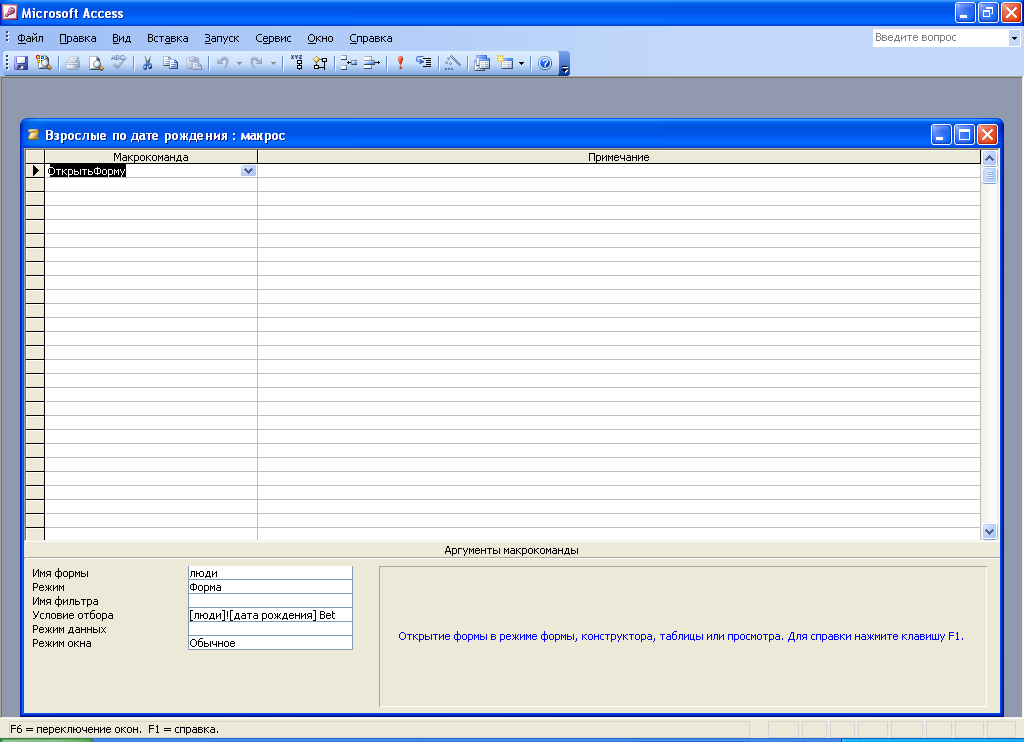 Microsoft Access
Файл Правка Вид Вставка Запуск Сервис Окно Справка
Введите вопрос
Взрослые по дате рождения : макрос
Макрокоманда Примечание
ОткрытьФорму
Аргументы макрокоманды
Имя формы люди
Режим Форма
Имя фильтра
Условие отбора [люди]![дата рождения] Bet
Режим данных
Режим окна Обычное
Открытие формы в режиме формы, конструктора, таблицы или просмотра. Для справки нажмите клавишу F1.
F6 = переключение окон. F1 = справка.